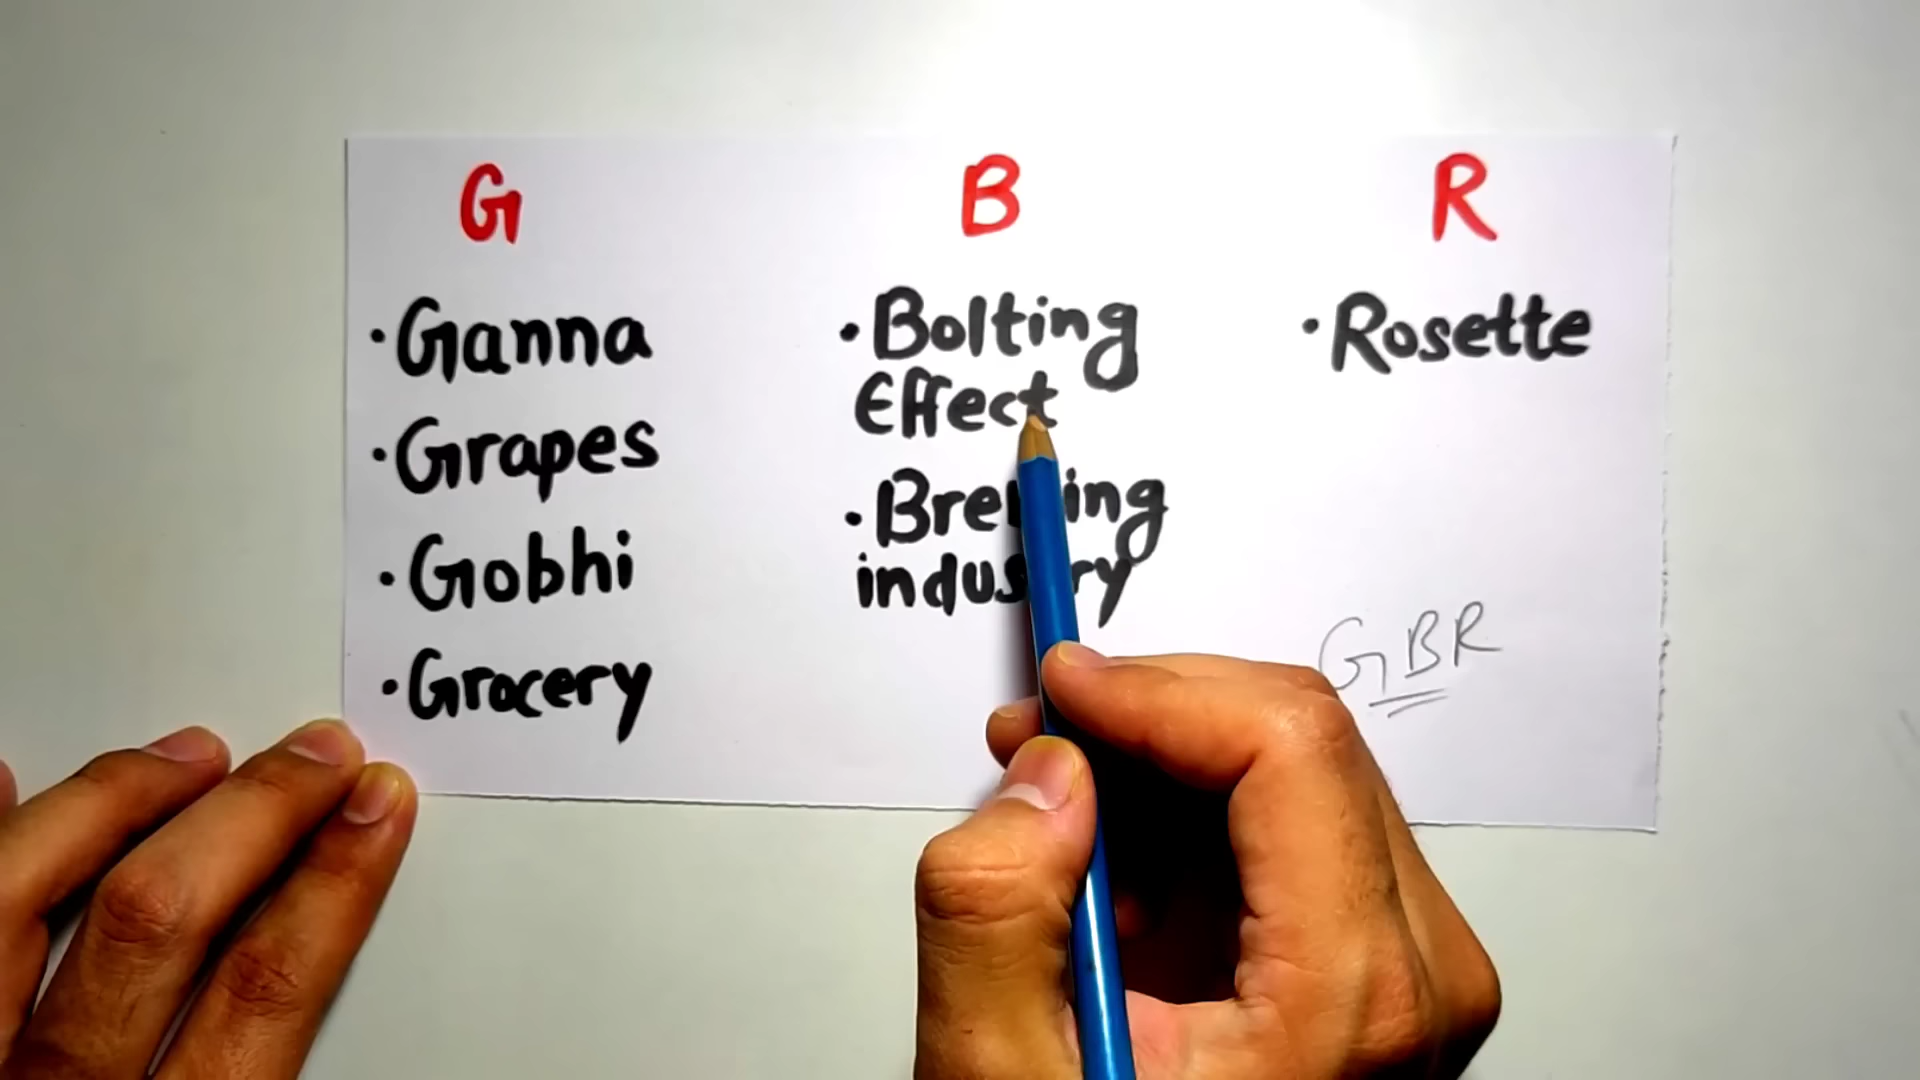 G B R
· Ganna
· Grapes
· Gobhi
· Grocery
· Bolting
Effect
· Rosette
GBR